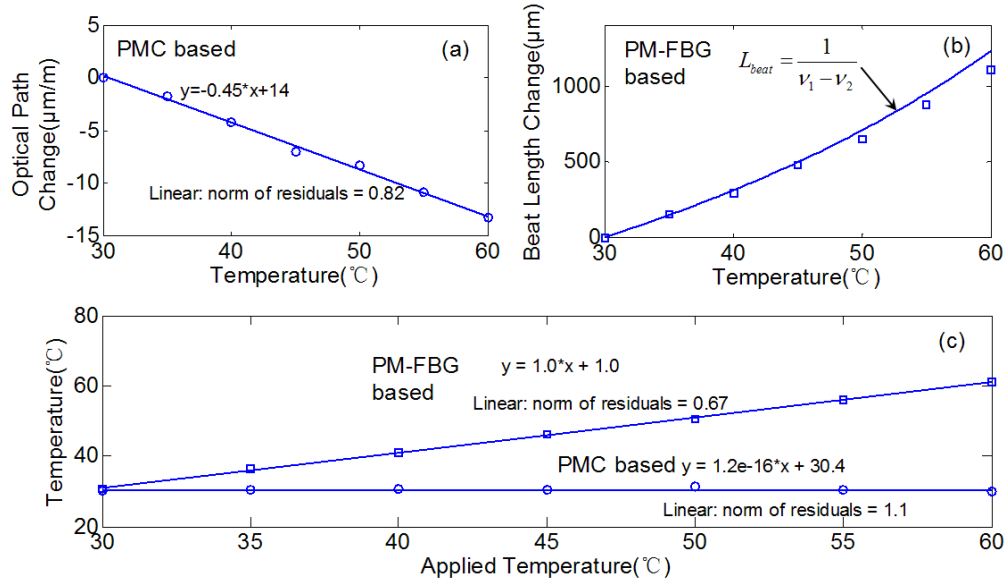 5
0
-5
-10
-15
30
40
50
60
PMC based
(a)
y=-0.45*x+14
Linear: norm of residuals = 0.82
Optical Path
Change(μm/m)
Temperature(℃)
1000
500
0
30
40
50
60
PM-FBG
based
(b)
L_beat = 1 / (ν₁ − ν₂)
Beat Length Change(μm)
Temperature(℃)
80
60
40
20
30
35
40
45
50
55
60
(c)
PM-FBG
based
y = 1.0*x + 1.0
Linear: norm of residuals = 0.67
PMC based y = 1.2e-16*x + 30.4
Linear: norm of residuals = 1.1
Temperature(℃)
Applied Temperature(℃)